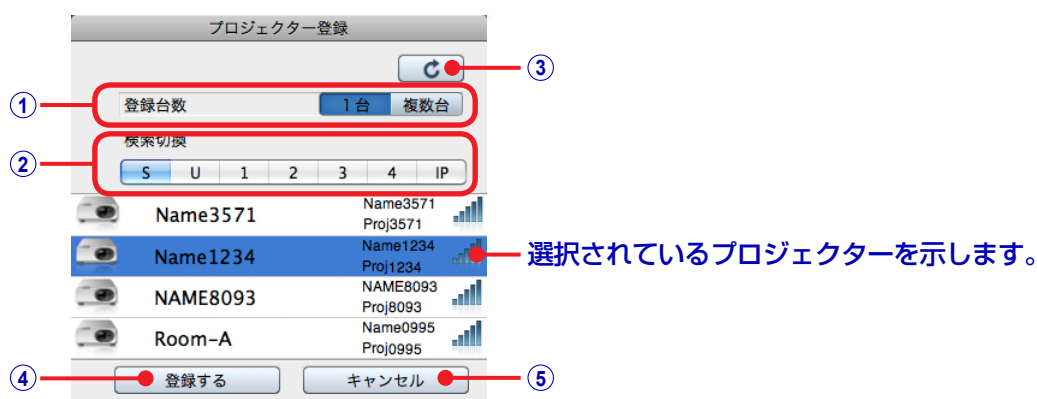 プロジェクター登録
③
①
登録台数 1台 複数台
検索切換
②
S U 1 2 3 4 IP
Name3571 Name3571
Proj3571
Name1234 Name1234
Proj1234
選択されているプロジェクターを示します。
NAME8093 NAME8093
Proj8093
Room-A Name0995
Proj0995
④ 登録する キャンセル ⑤